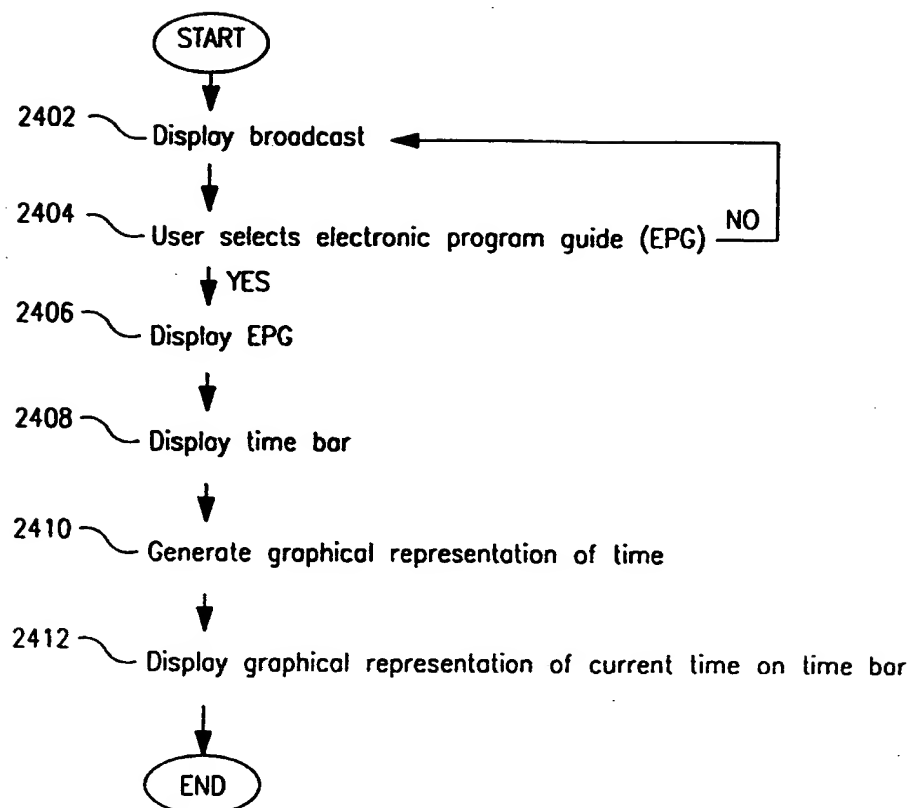 START
2402
Display broadcast
2404
User selects electronic program guide (EPG)
NO
YES
2406
Display EPG
2408
Display time bar
2410
Generate graphical representation of time
2412
Display graphical representation of current time on time bar
END